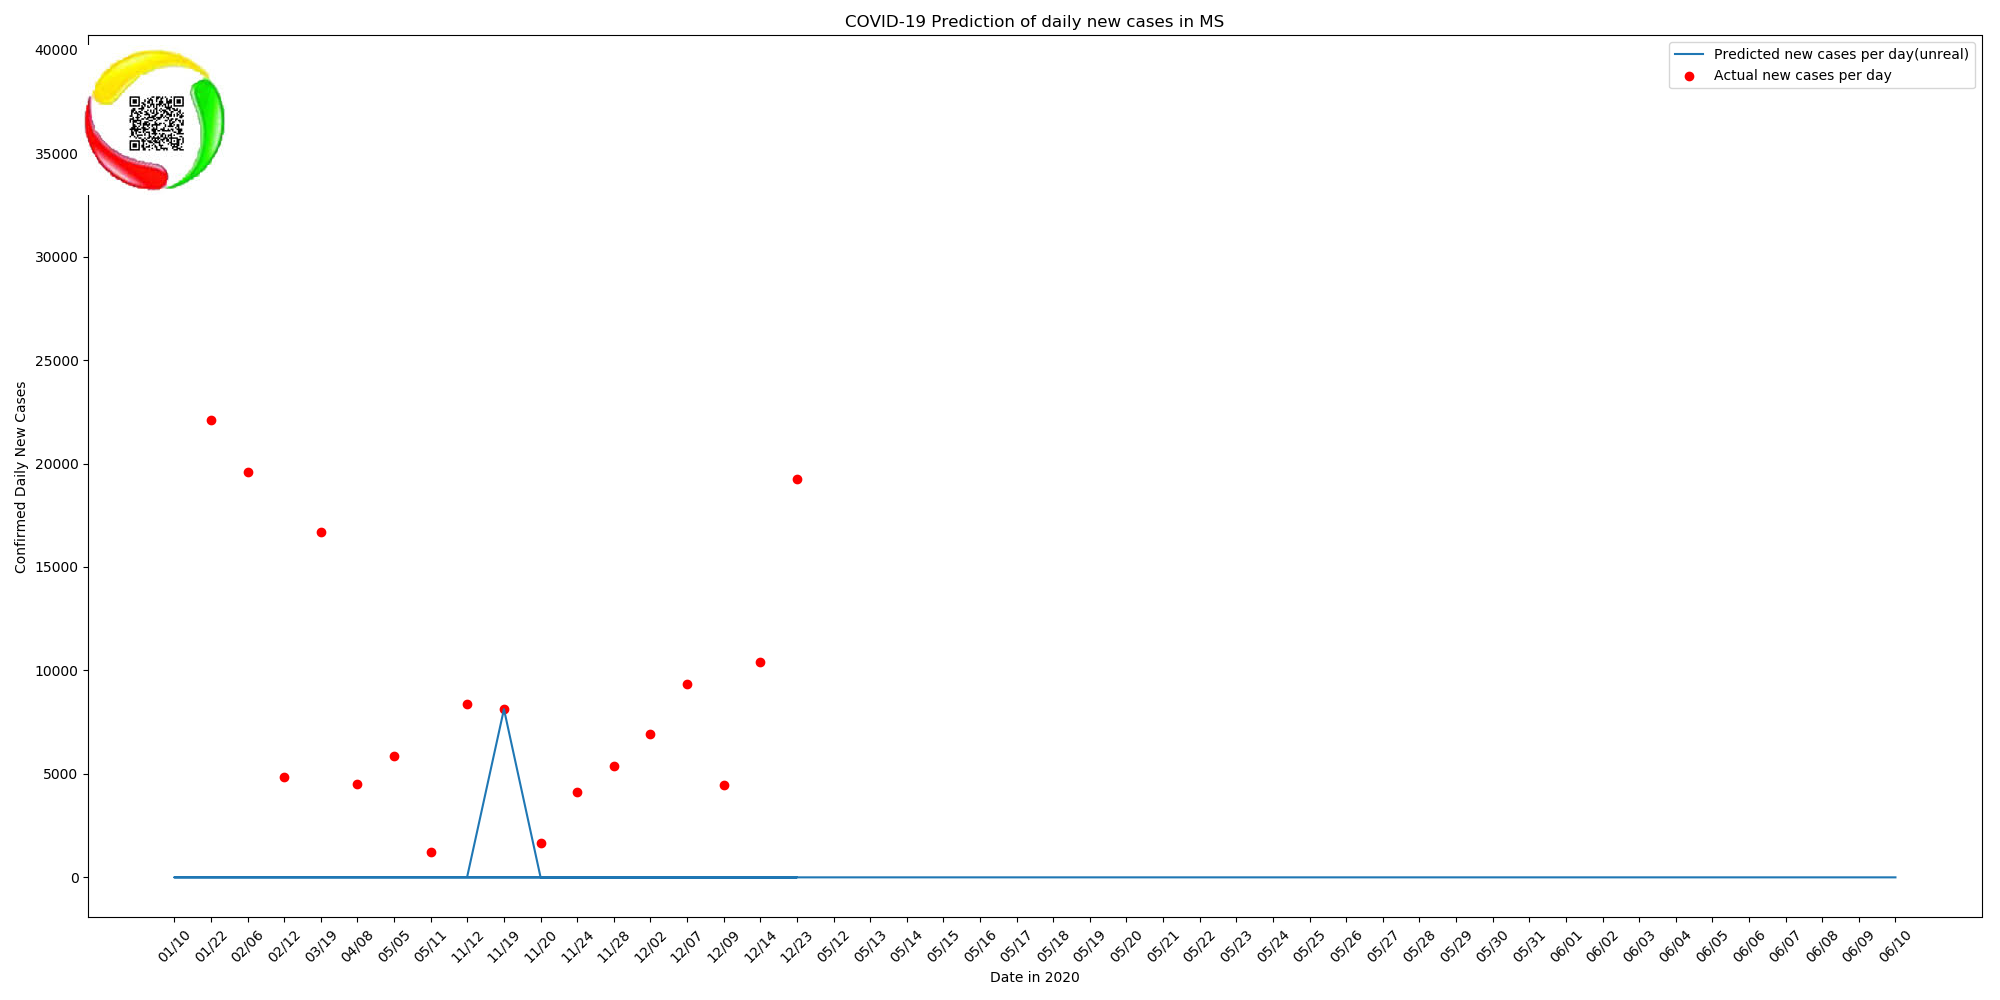 COVID-19 Prediction of daily new cases in MS
Predicted new cases per day(unreal)
Actual new cases per day
40000
35000
30000
25000
20000
15000
10000
5000
0
Confirmed Daily New Cases
01/10 01/22 02/06 02/12 03/19 04/08 05/05 05/11 11/12 11/19 11/20 11/24 11/28 12/02 12/07 12/09 12/14 12/23 05/12 05/13 05/14 05/15 05/16 05/17 05/18 05/19 05/20 05/21 05/22 05/23 05/24 05/25 05/26 05/27 05/28 05/29 05/30 05/31 06/01 06/02 06/03 06/04 06/05 06/06 06/07 06/08 06/09 06/10
Date in 2020